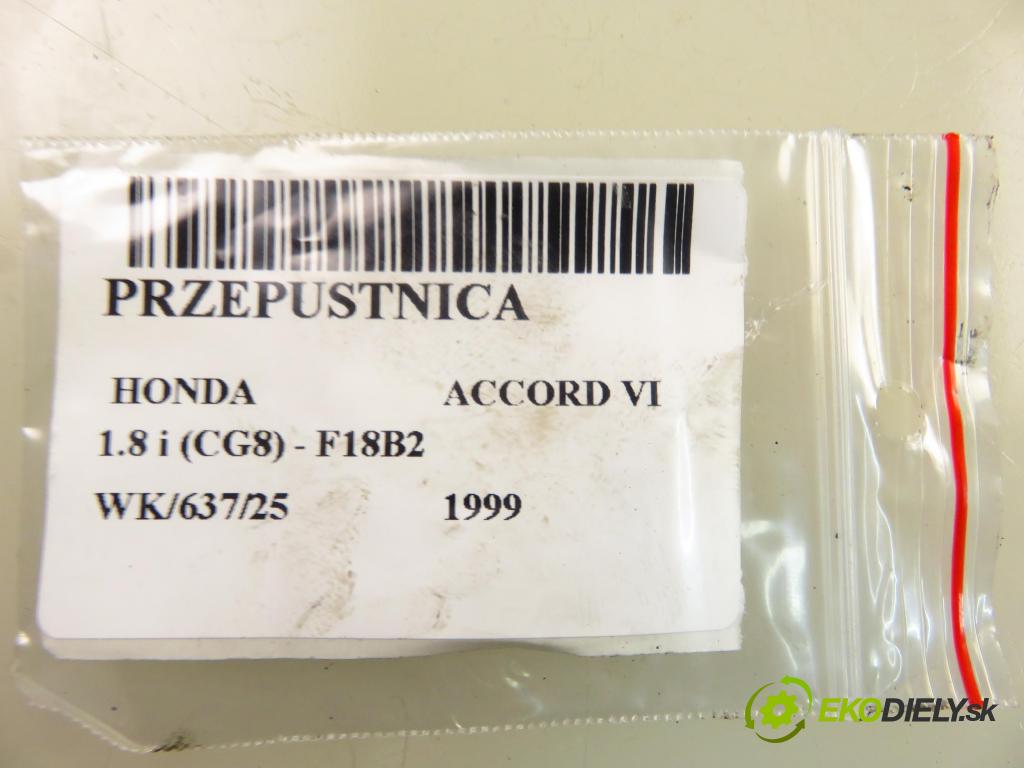 PRZEPUSTNICA
HONDA ACCORD VI
1.8 i (CG8) - F18B2
WK/637/25 1999
EKODIELY.sk